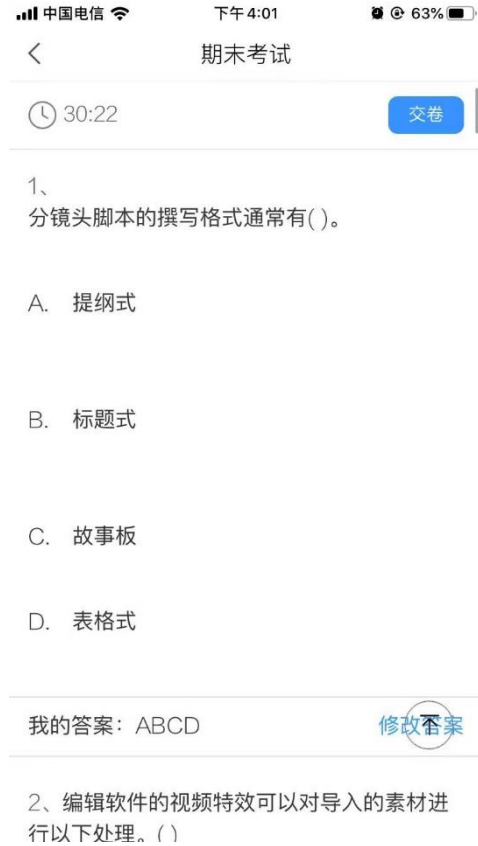 中国电信 下午4:01 63%
期末考试
30:22 交卷
1、
分镜头脚本的撰写格式通常有( )。
A. 提纲式
B. 标题式
C. 故事板
D. 表格式
我的答案：ABCD 修改答案
2、编辑软件的视频特效可以对导入的素材进
行以下处理。( )